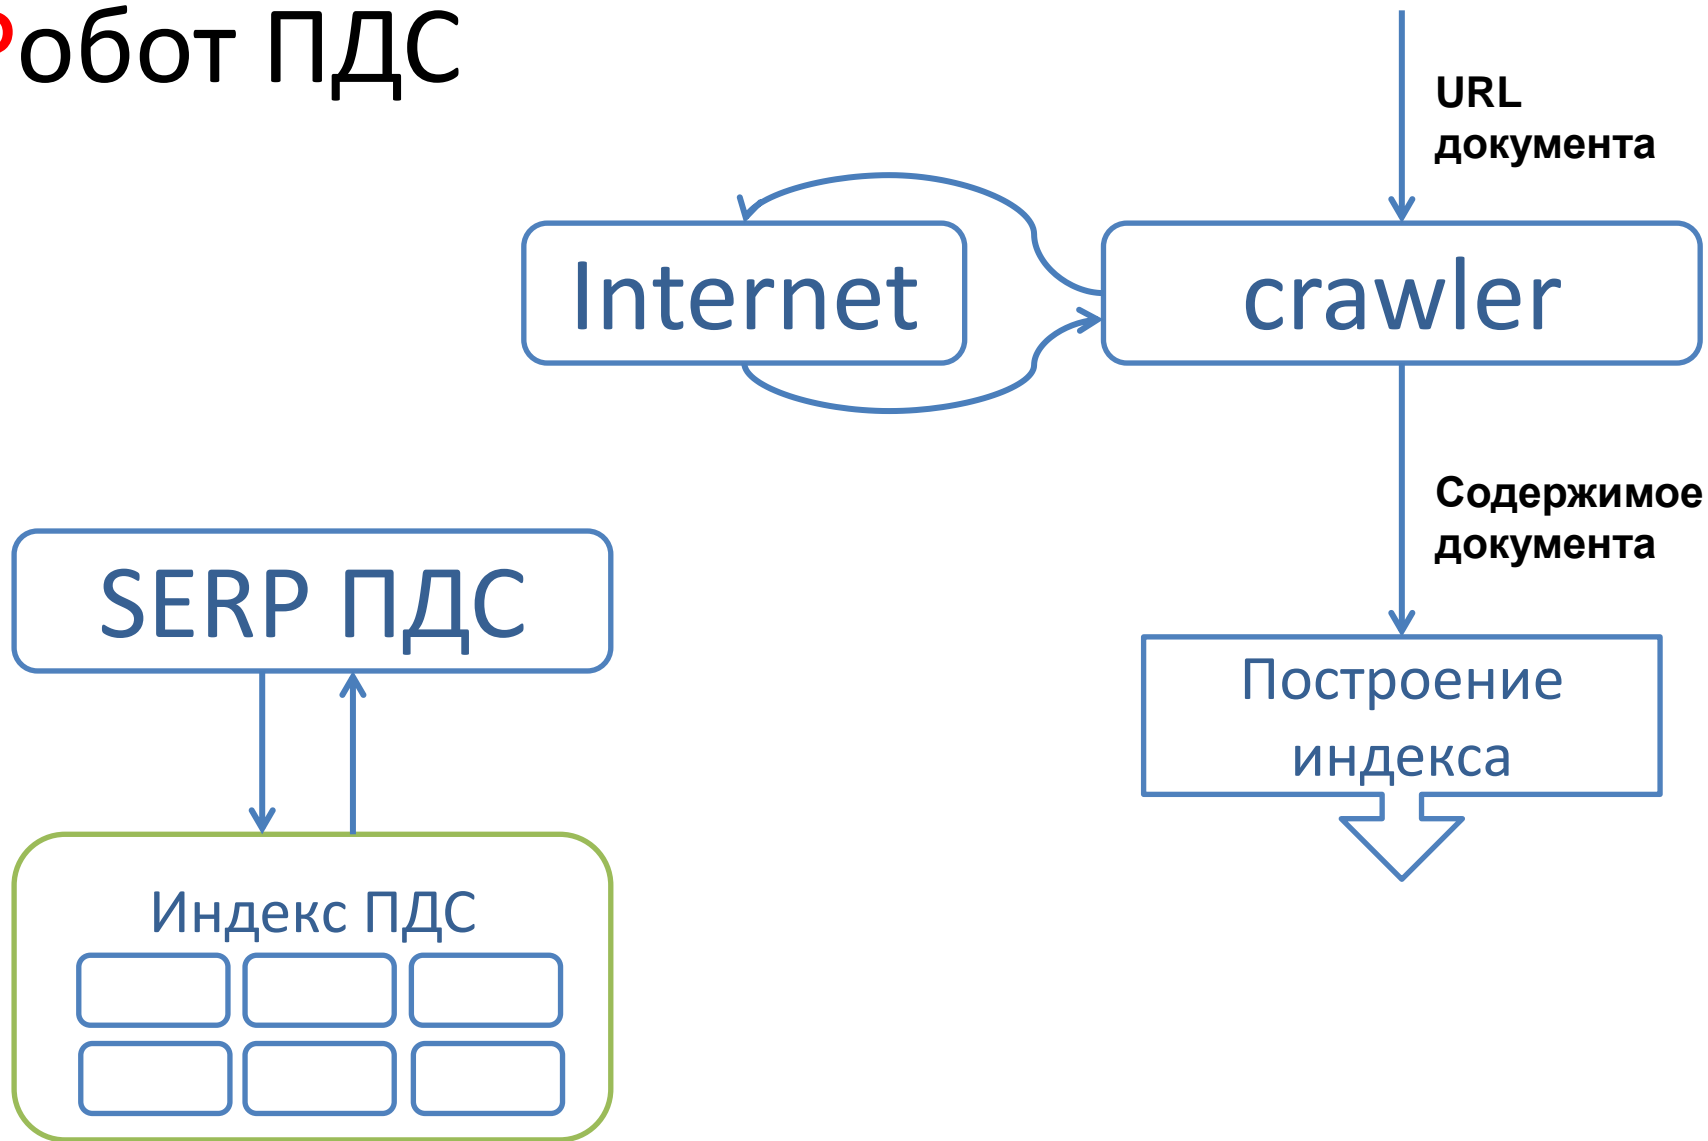 Робот ПДС
URL
документа
Internet
crawler
Содержимое
документа
SERP ПДС
Построение
индекса
Индекс ПДС